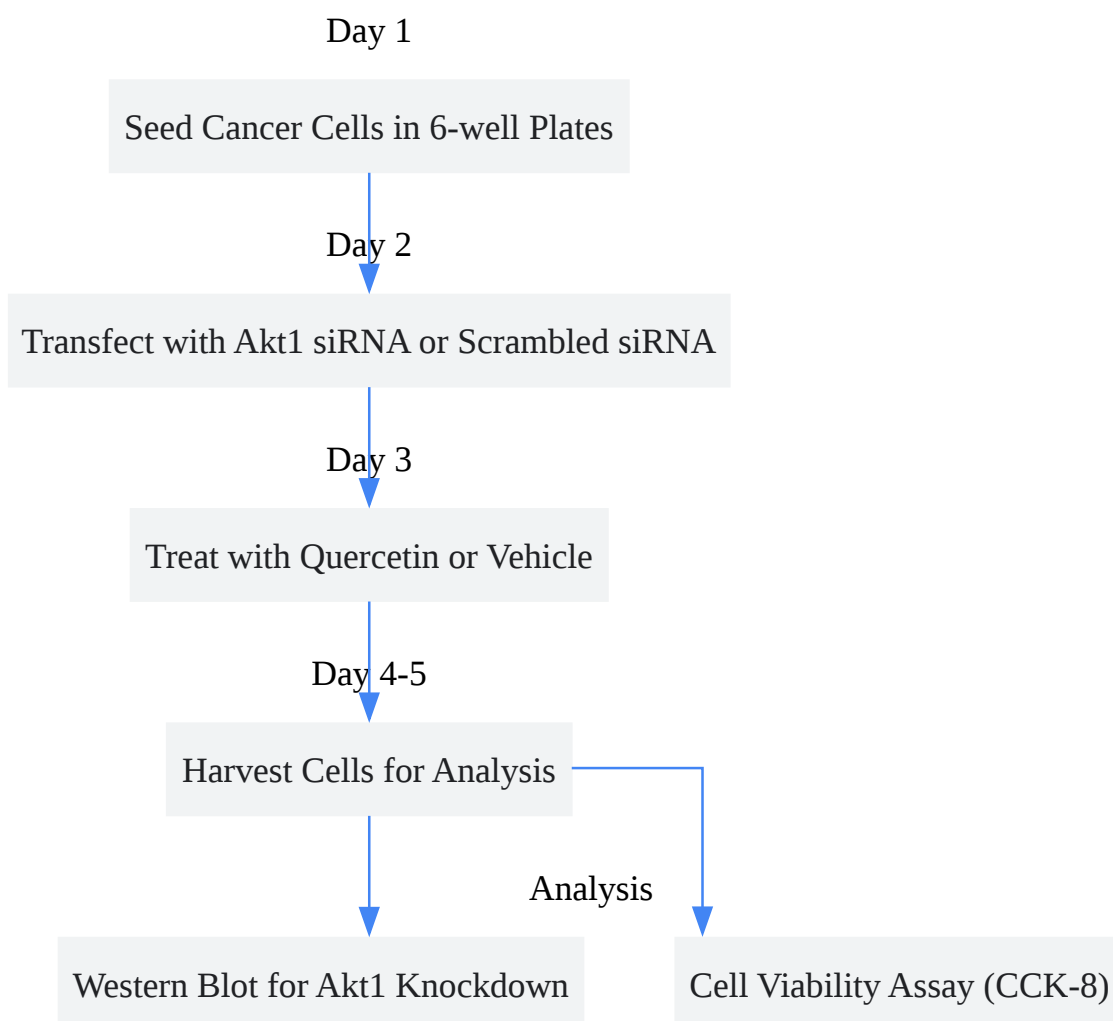 Day 1
Seed Cancer Cells in 6-well Plates
Day 2
Transfect with Akt1 siRNA or Scrambled siRNA
Day 3
Treat with Quercetin or Vehicle
Day 4-5
Harvest Cells for Analysis
Analysis
Western Blot for Akt1 Knockdown
Cell Viability Assay (CCK-8)